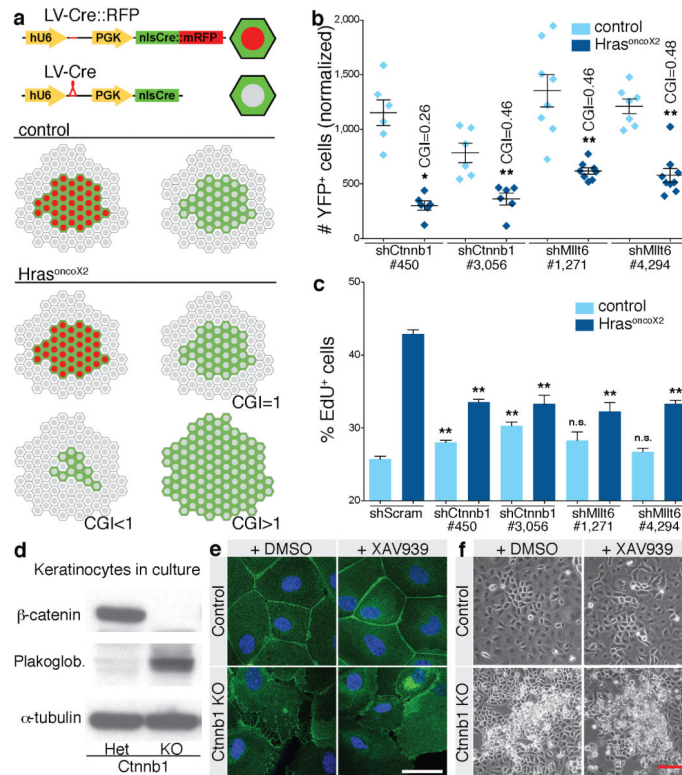 a
LV-Cre::RFP
hU6 PGK nlsCre::mRFP
LV-Cre
hU6 PGK nlsCre
control
Hras^oncoX2
CGI=1
CGI<1
CGI>1
b
# YFP⁺ cells (normalized)
1,500
1,000
500
0
control
Hras^oncoX2
* CGI=0.26
** CGI=0.46
** CGI=0.46
** CGI=0.48
shCtnnb1 shCtnnb1 shMllt6 shMllt6
#450 #3,056 #1,271 #4,294
c
% EdU⁺ cells
40
30
20
control
Hras^oncoX2
** ** ** ** n.s. ** n.s. **
shScram shCtnnb1 shCtnnb1 shMllt6 shMllt6
#450 #3,056 #1,271 #4,294
d
Keratinocytes in culture
β-catenin
Plakoglob.
α-tubulin
Het KO
Ctnnb1
e
+ DMSO + XAV939
Control
Ctnnb1 KO
f
+ DMSO + XAV939
Control
Ctnnb1 KO